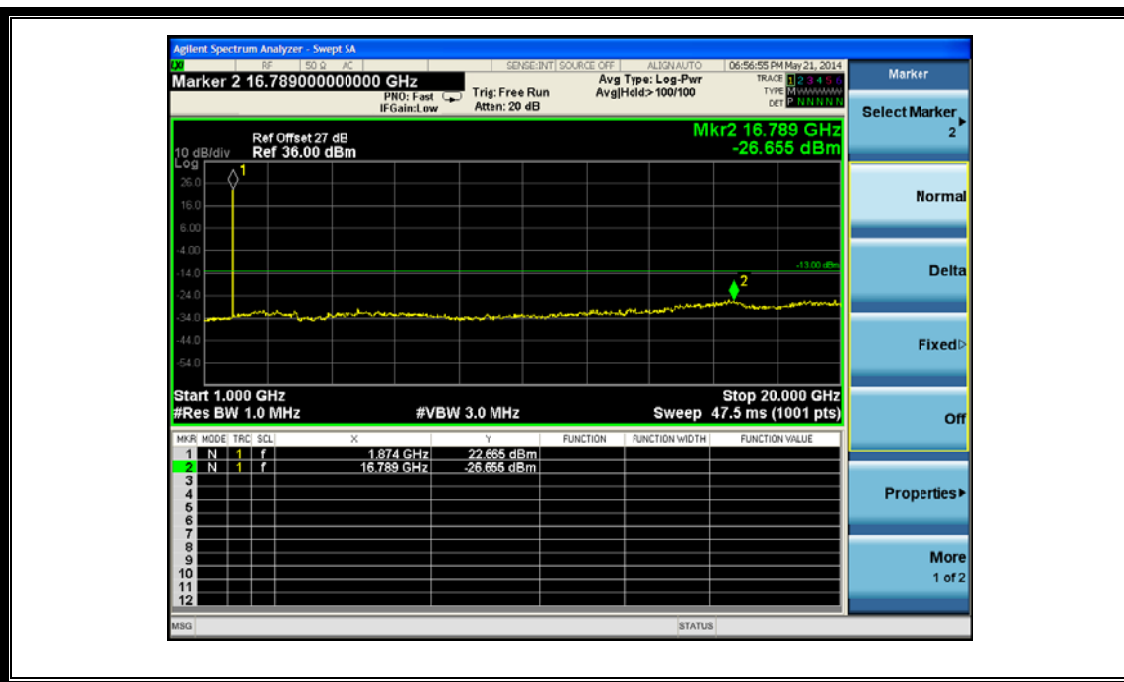 Agilent Spectrum Analyzer - Swept SA
RF 50 Ω AC SENSE:INT SOURCE OFF ALIGN AUTO 06:56:55 PM May 21, 2014
Marker 2 16.789000000000 GHz
PNO: Fast
IFGain:Low
Trig: Free Run
Atten: 20 dB
Avg Type: Log-Pwr
Avg|Hold:> 100/100
TRACE 1 2 3 4 5 6
TYPE M WWWWW
DET P N N N N N
Ref Offset 27 dB
Ref 36.00 dBm
Mkr2 16.789 GHz
-26.655 dBm
10 dB/div
Log
1
26.0
16.0
6.00
-4.00
-13.00 dBm
-14.0
2
-24.0
-34.0
-44.0
-54.0
Start 1.000 GHz
Stop 20.000 GHz
#Res BW 1.0 MHz
#VBW 3.0 MHz
Sweep 47.5 ms (1001 pts)
MKR MODE TRC SCL X Y FUNCTION FUNCTION WIDTH FUNCTION VALUE
1 N 1 f 1.874 GHz 22.665 dBm
2 N 1 f 16.789 GHz -26.655 dBm
3
4
5
6
7
8
9
10
11
12
MSG
STATUS
Marker
Select Marker
2
Normal
Delta
Fixed
Off
Properties
More
1 of 2